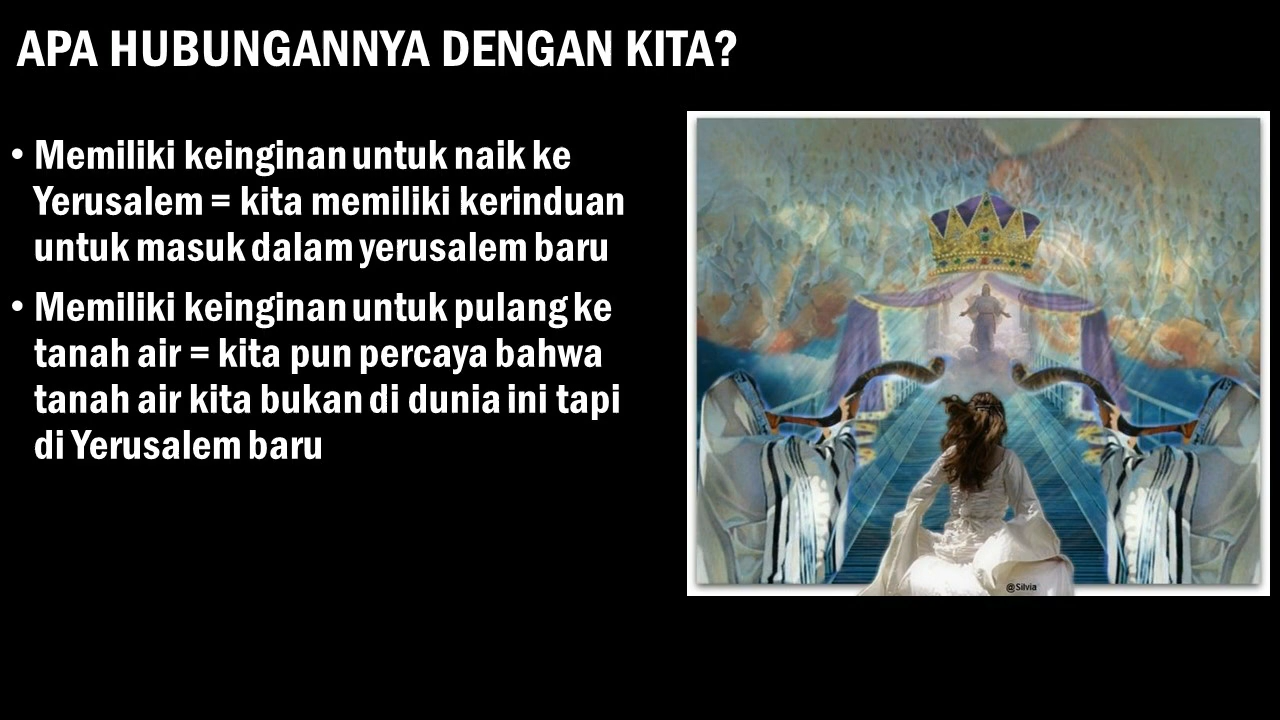 APA HUBUNGANNYA DENGAN KITA?
• Memiliki keinginan untuk naik ke
Yerusalem = kita memiliki kerinduan
untuk masuk dalam yerusalem baru
• Memiliki keinginan untuk pulang ke
tanah air = kita pun percaya bahwa
tanah air kita bukan di dunia ini tapi
di Yerusalem baru
@Silvia